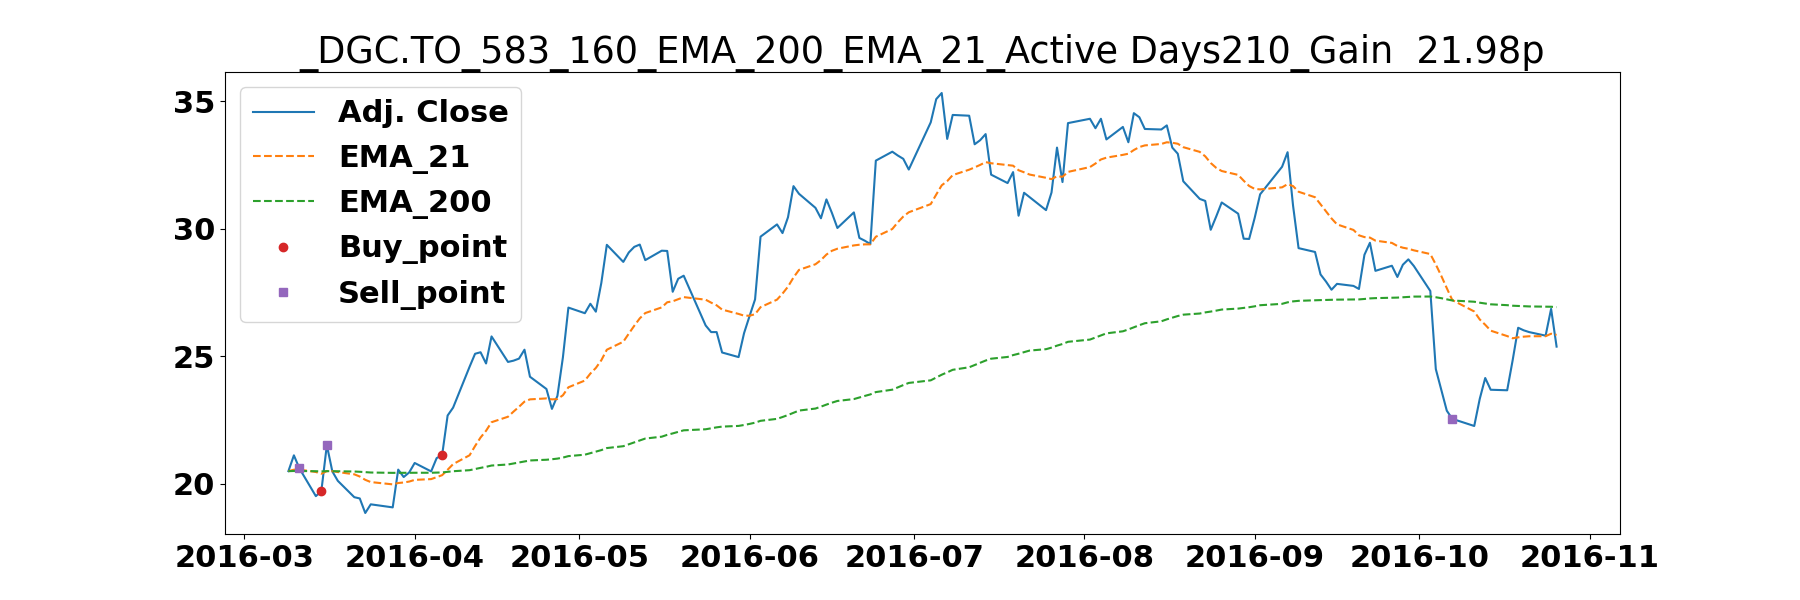 _DGC.TO_583_160_EMA_200_EMA_21_Active Days210_Gain  21.98p
35
30
25
20
Adj. Close
EMA_21
EMA_200
Buy_point
Sell_point
2016-03 2016-04 2016-05 2016-06 2016-07 2016-08 2016-09 2016-10 2016-11